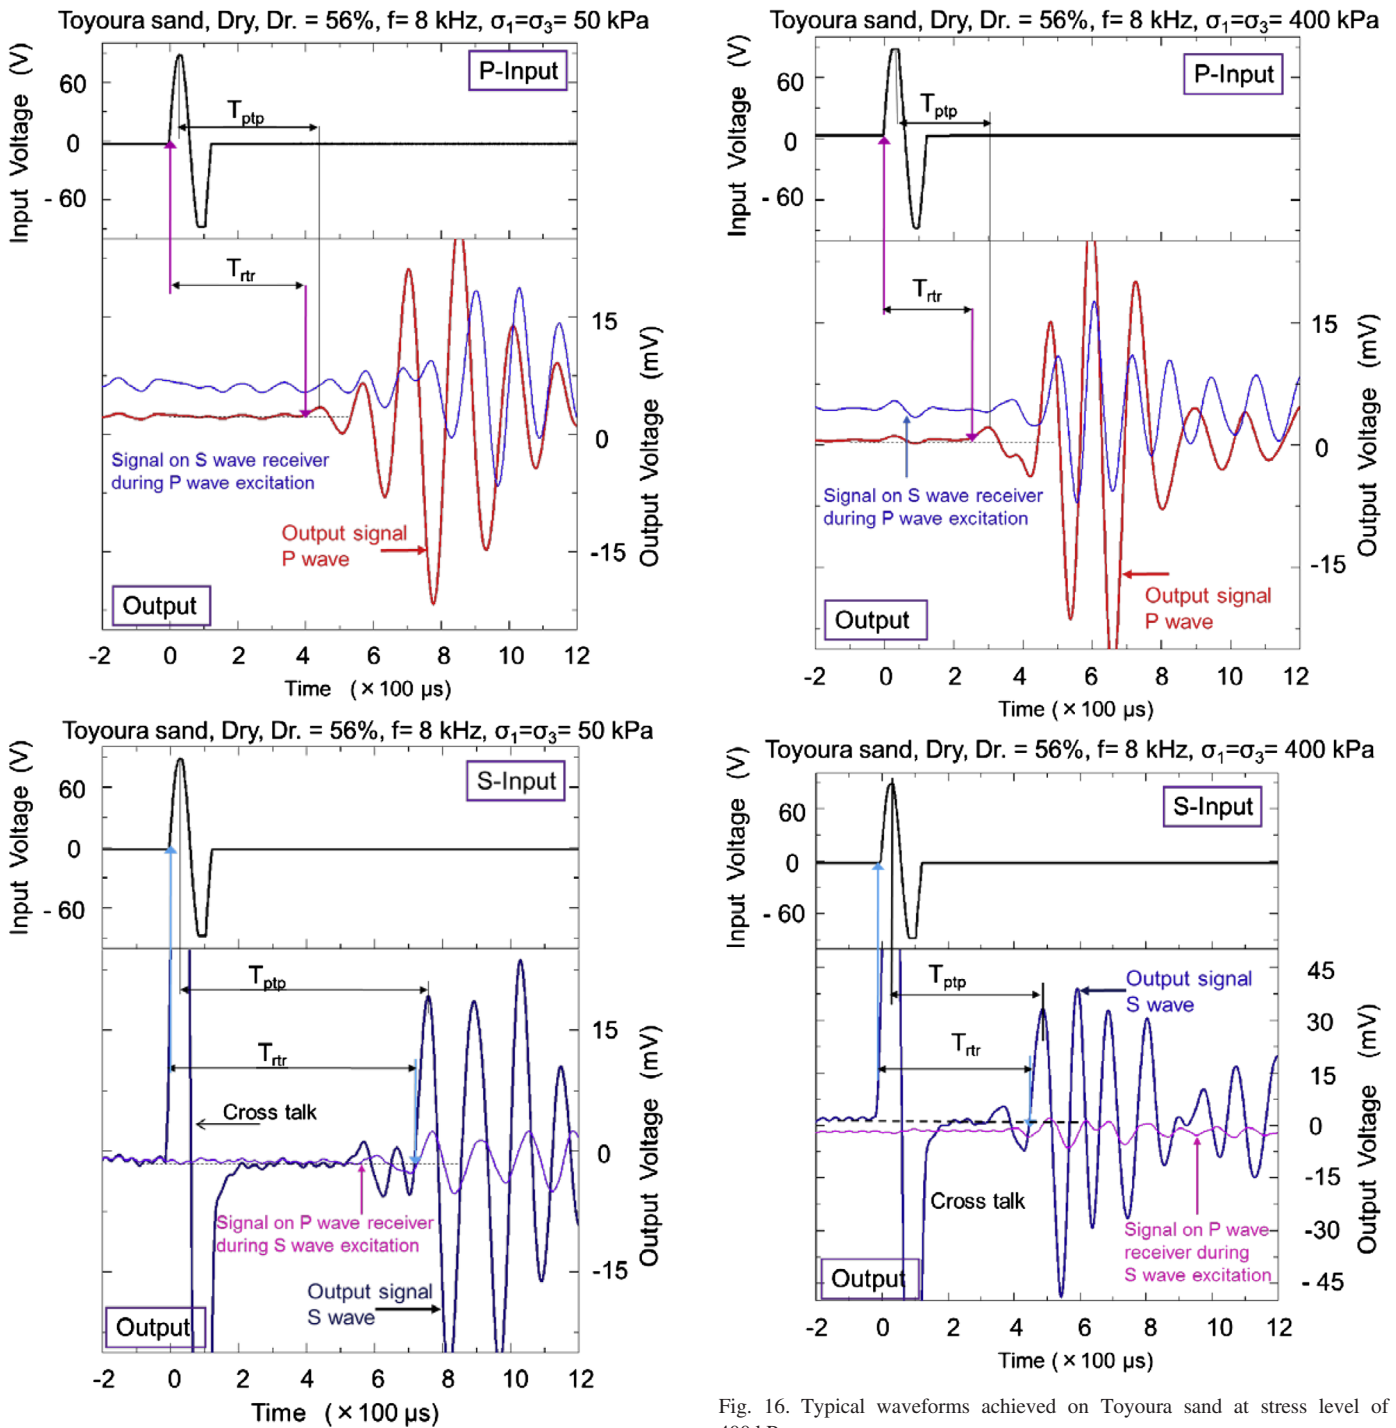 Toyoura sand, Dry, Dr. = 56%, f= 8 kHz, σ1=σ3= 50 kPa
Input Voltage (V)
60
0
- 60
P-Input
Tptp
Trtr
15
0
-15
Output Voltage (mV)
Signal on S wave receiver
during P wave excitation
Output signal
P wave
Output
-2 0 2 4 6 8 10 12
Time (×100 μs)
Toyoura sand, Dry, Dr. = 56%, f= 8 kHz, σ1=σ3= 400 kPa
Input Voltage (V)
60
0
- 60
P-Input
Tptp
Trtr
15
0
-15
Output Voltage (mV)
Signal on S wave receiver
during P wave excitation
Output signal
P wave
Output
-2 0 2 4 6 8 10 12
Time (×100 μs)
Toyoura sand, Dry, Dr. = 56%, f= 8 kHz, σ1=σ3= 50 kPa
Input Voltage (V)
60
0
- 60
S-Input
Tptp
Trtr
Cross talk
15
0
-15
Output Voltage (mV)
Signal on P wave receiver
during S wave excitation
Output signal
S wave
Output
-2 0 2 4 6 8 10 12
Time (×100 μs)
Toyoura sand, Dry, Dr. = 56%, f= 8 kHz, σ1=σ3= 400 kPa
Input Voltage (V)
60
0
- 60
S-Input
Tptp
Output signal
S wave
Trtr
45
30
15
0
-15
-30
- 45
Output Voltage (mV)
Cross talk
Signal on P wave
receiver during
S wave excitation
Output
-2 0 2 4 6 8 10 12
Time (×100 μs)
Fig. 16. Typical waveforms achieved on Toyoura sand at stress level of